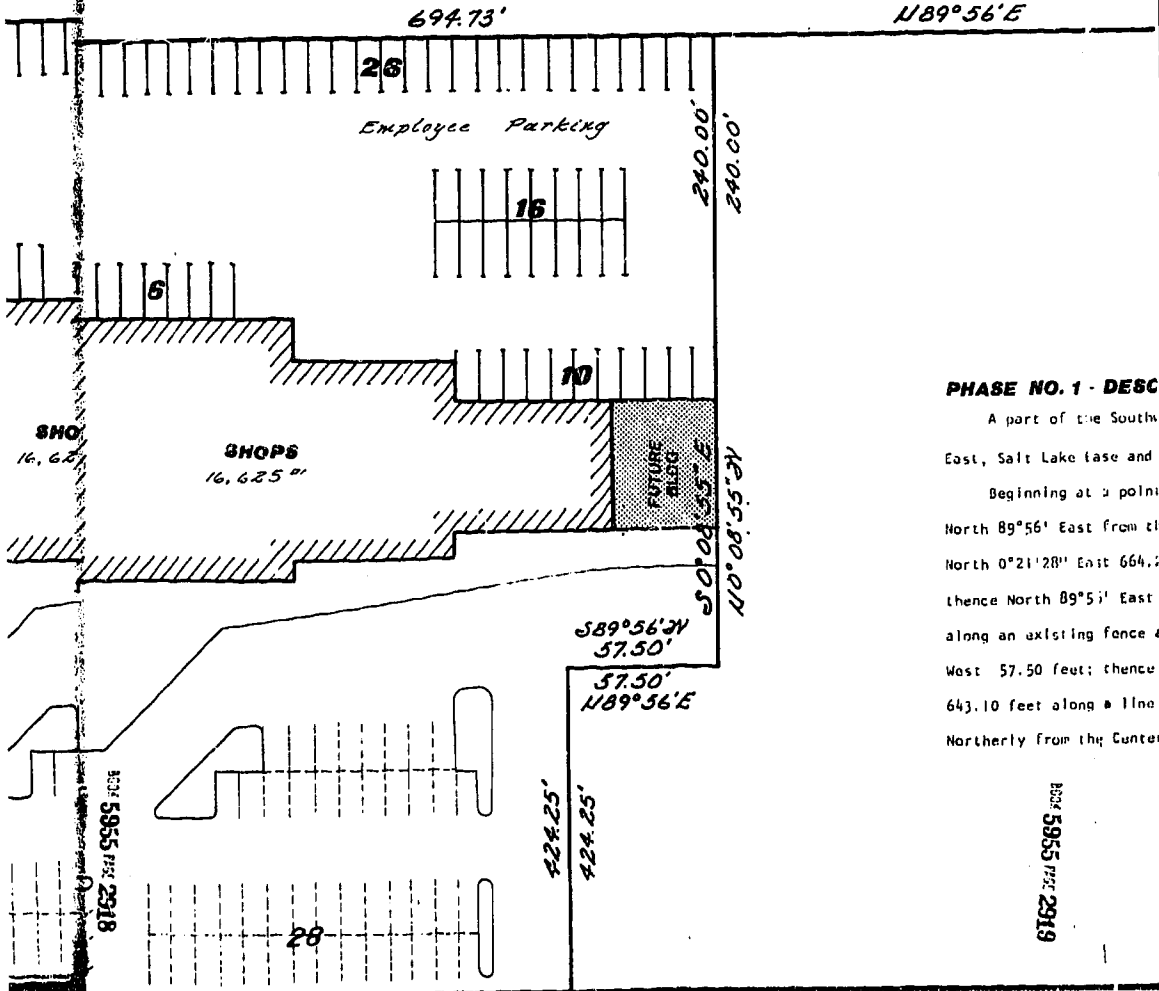 694.73'
N89°56'E
26
Employee Parking
240.00'
240.00'
16
6
10
SHO
16,62
SHOPS
16,625 □'
FUTURE
BLDG
S0°08'55"E
N0°08'55"W
S89°56'W
57.50'
57.50'
N89°56'E
424.25'
424.25'
28
BOOK 5955 PAGE 2918
PHASE NO. 1 - DESC
A part of the Southw
East, Salt Lake Base and
Beginning at a poin
North 89°56' East from th
North 0°21'28" East 664.2
thence North 89°5 ' East
along an existing fence
West 57.50 feet; thence
643.10 feet along a line
Northerly from the Center
BOOK 5955 PAGE 2919